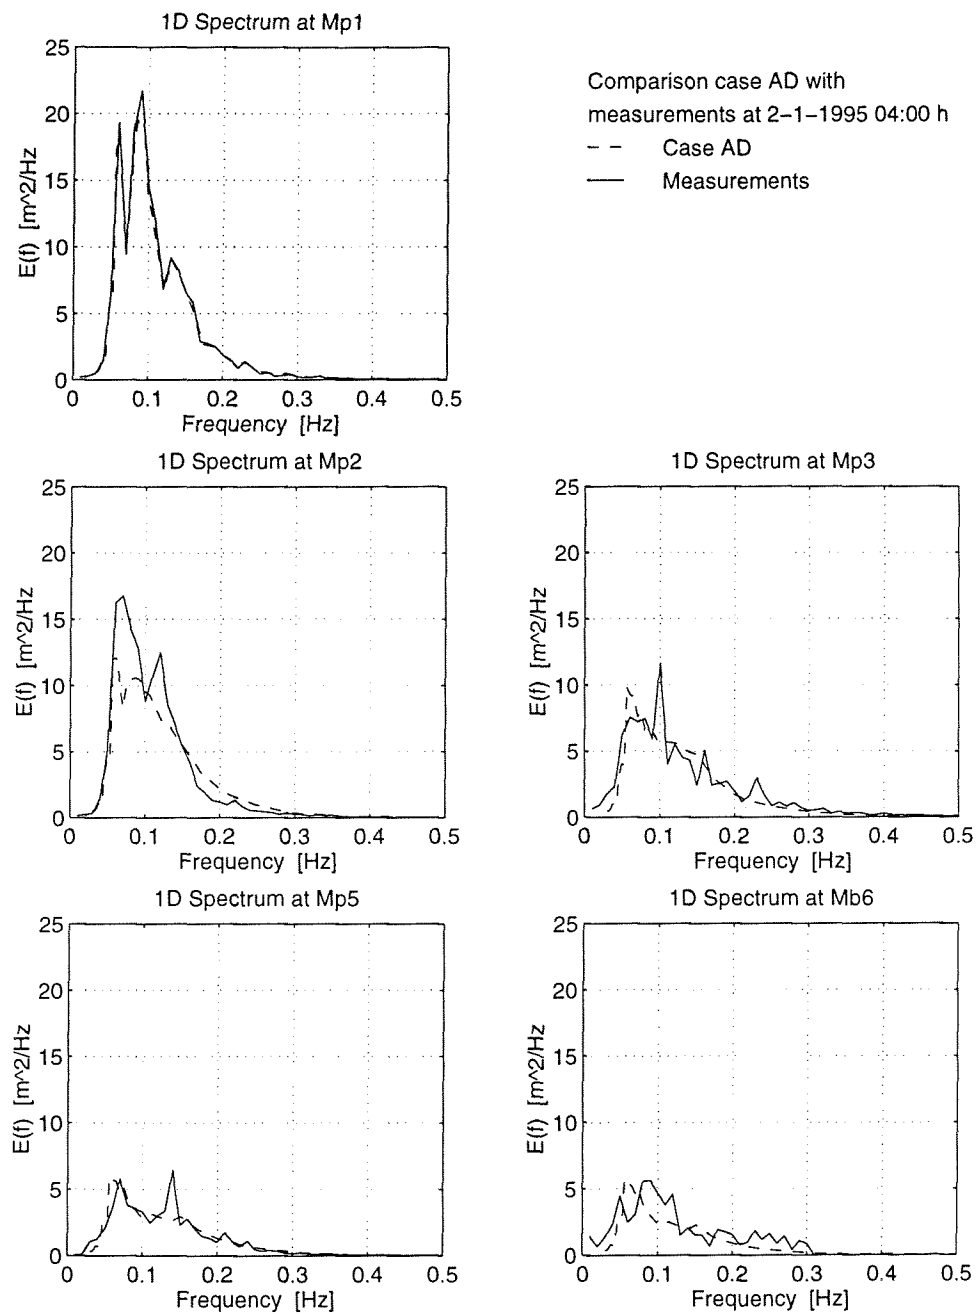 1D Spectrum at Mp1
25
20
15
10
5
0
E(f) [m^2/Hz
0 0.1 0.2 0.3 0.4 0.5
Frequency [Hz]
Comparison case AD with
measurements at 2-1-1995 04:00 h
Case AD
Measurements
1D Spectrum at Mp2
25
20
15
10
5
0
E(f) [m^2/Hz
0 0.1 0.2 0.3 0.4 0.5
Frequency [Hz]
1D Spectrum at Mp3
25
20
15
10
5
0
E(f) [m^2/Hz
0 0.1 0.2 0.3 0.4 0.5
Frequency [Hz]
1D Spectrum at Mp5
25
20
15
10
5
0
E(f) [m^2/Hz
0 0.1 0.2 0.3 0.4 0.5
Frequency [Hz]
1D Spectrum at Mb6
25
20
15
10
5
0
E(f) [m^2/Hz
0 0.1 0.2 0.3 0.4 0.5
Frequency [Hz]